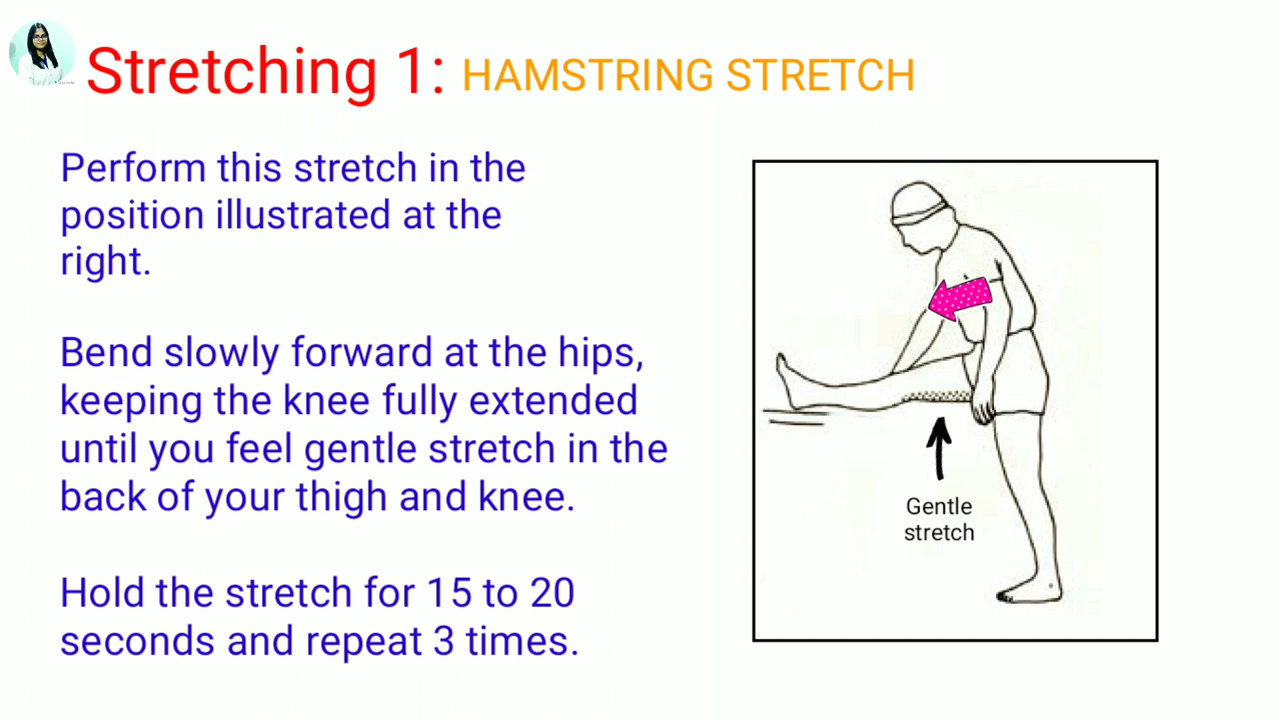 Stretching 1: HAMSTRING STRETCH
Perform this stretch in the
position illustrated at the
right.
Bend slowly forward at the hips,
keeping the knee fully extended
until you feel gentle stretch in the
back of your thigh and knee.
Hold the stretch for 15 to 20
seconds and repeat 3 times.
Gentle
stretch